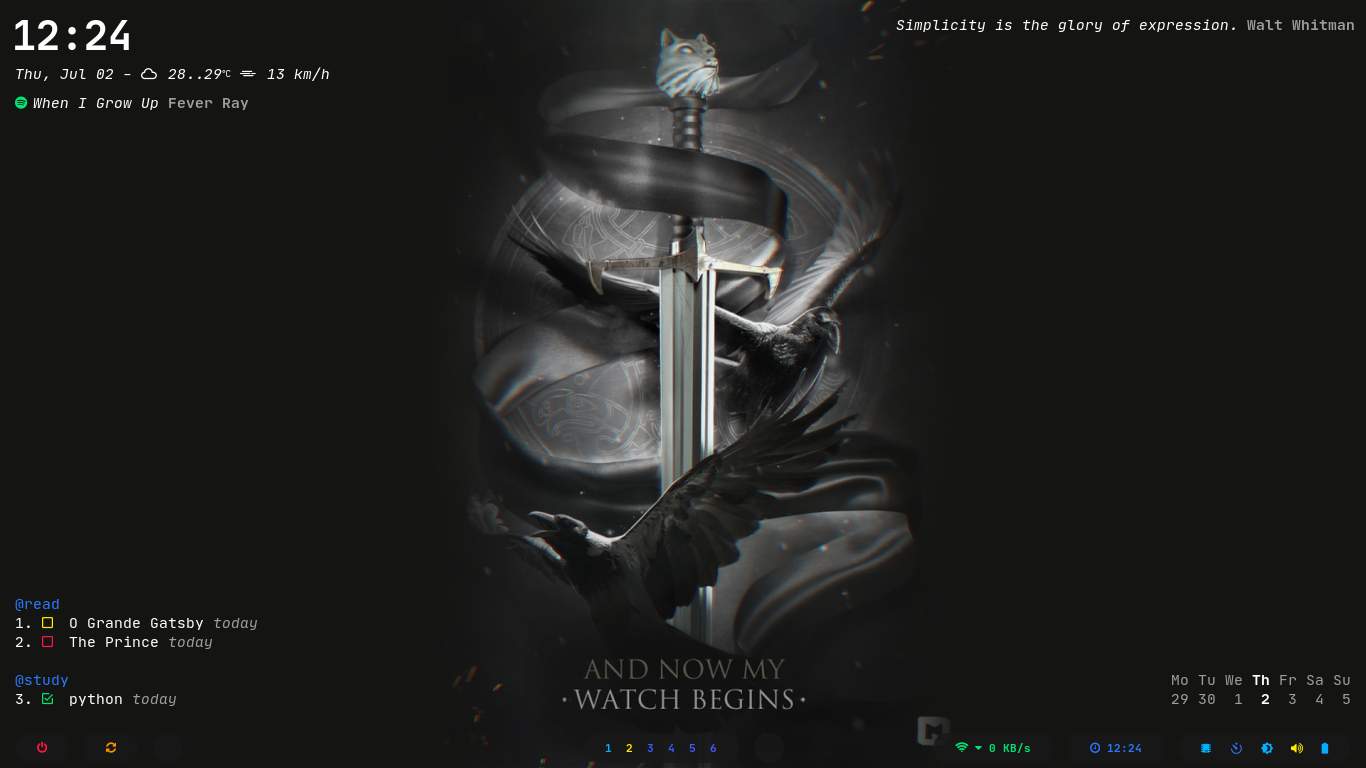 12:24
Simplicity is the glory of expression. Walt Whitman
Thu, Jul 02 - 28..29°C 13 km/h
When I Grow Up Fever Ray
@read
1. O Grande Gatsby today
2. The Prince today
@study
3. python today
AND NOW MY
·WATCH BEGINS·
Mo Tu We Th Fr Sa Su
29 30 1 2 3 4 5
1 2 3 4 5 6
0 KB/s
12:24